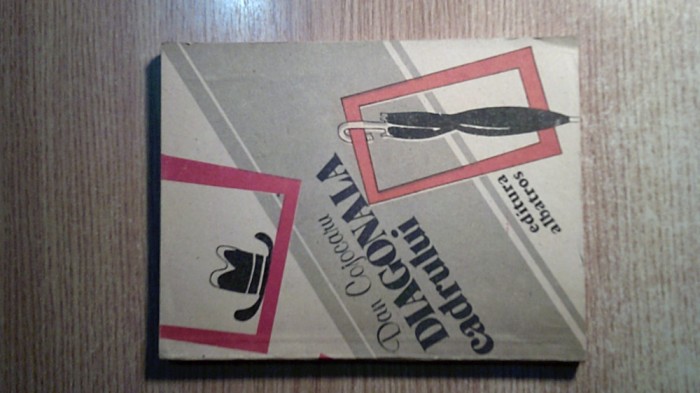 Dan Cojocaru
DIAGONALA
cadrului
editura
albatros